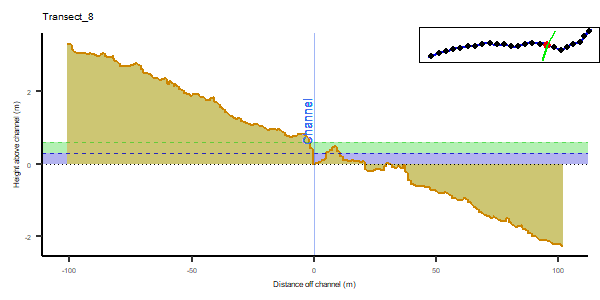 Transect_8
Channel
Height above channel (m)
2
0
-2
-100
-50
0
50
100
Distance off channel (m)